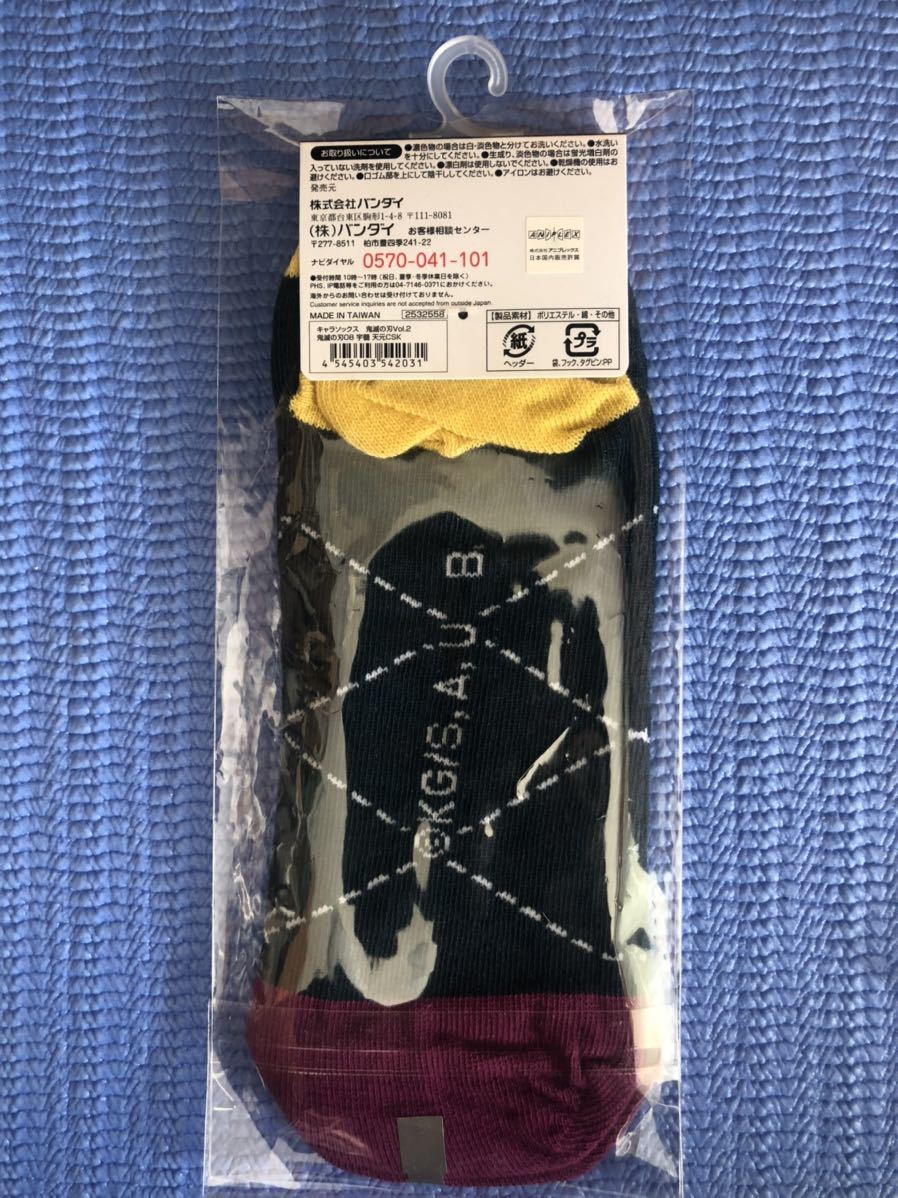 お取り扱いについて ●濃色物の場合は白・淡色物と分けてお洗いください。●水洗い
を十分にしてください。●生成り、淡色物の場合は蛍光増白剤の
入っていない洗剤を使用してください。●漂白剤は使用しないでください。●乾燥機の使用はお
避けください。●口ゴム部を上にして陰干ししてください。●アイロンはお避けください。
発売元
株式会社バンダイ
東京都台東区駒形1-4-8 〒111-8081
(株)バンダイ お客様相談センター
〒277-8511 柏市豊四季241-22
ナビダイヤル 0570-041-101
●受付時間 10時〜17時(祝日、夏季・冬季休業日を除く)
PHS、IP電話等をご利用の方は04-7146-0371におかけください。
海外からのお問い合わせは受け付けておりません。
Customer service inquiries are not accepted from outside Japan.
MADE IN TAIWAN 2532558
キャラソックス 鬼滅の刃Vol.2
鬼滅の刃08 宇髄 天元CSK
4 545403 542031
ANIPLEX
株式会社 アニプレックス
日本国内販売許諾
【製品素材】 ポリエステル・綿・その他
紙
ヘッダー
プラ
袋、フック、タグピン:PP
©KG/S,A,U B.